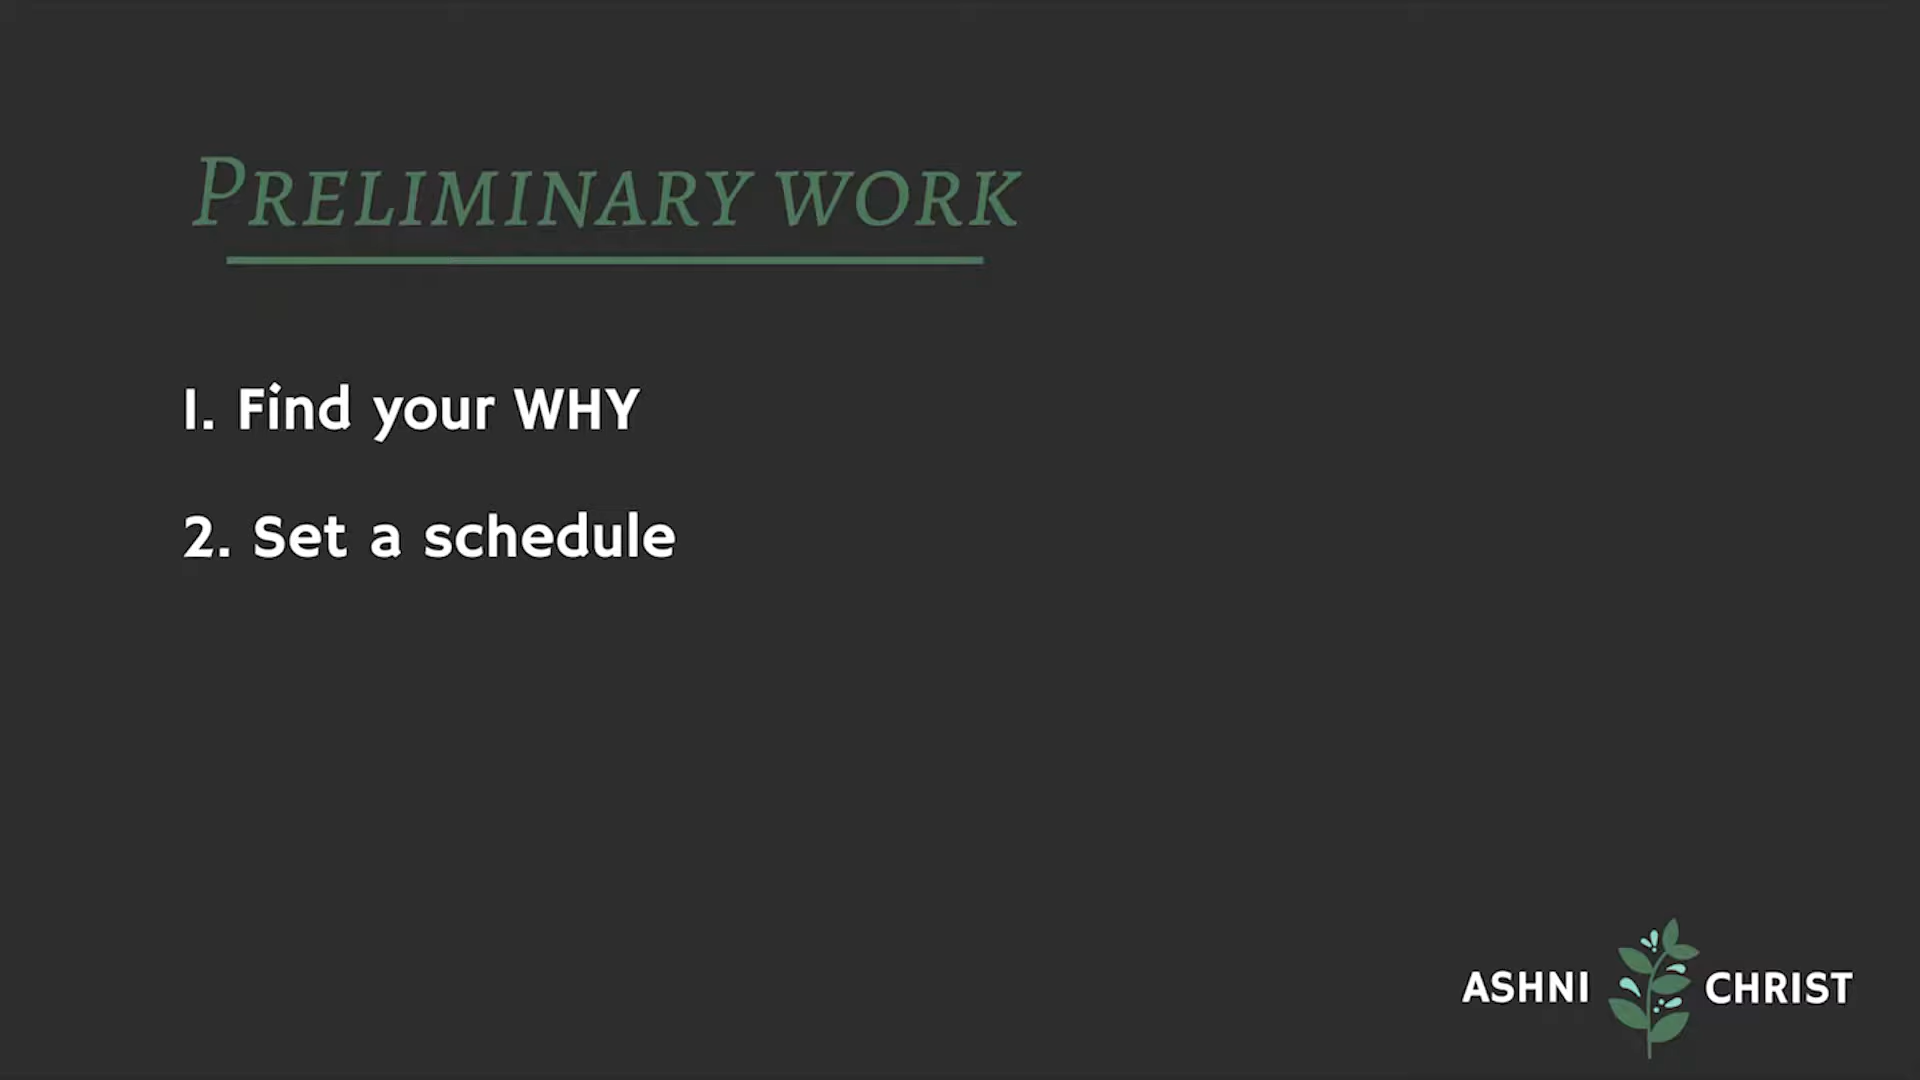 Preliminary work
1. Find your WHY
2. Set a schedule
ASHNI CHRIST